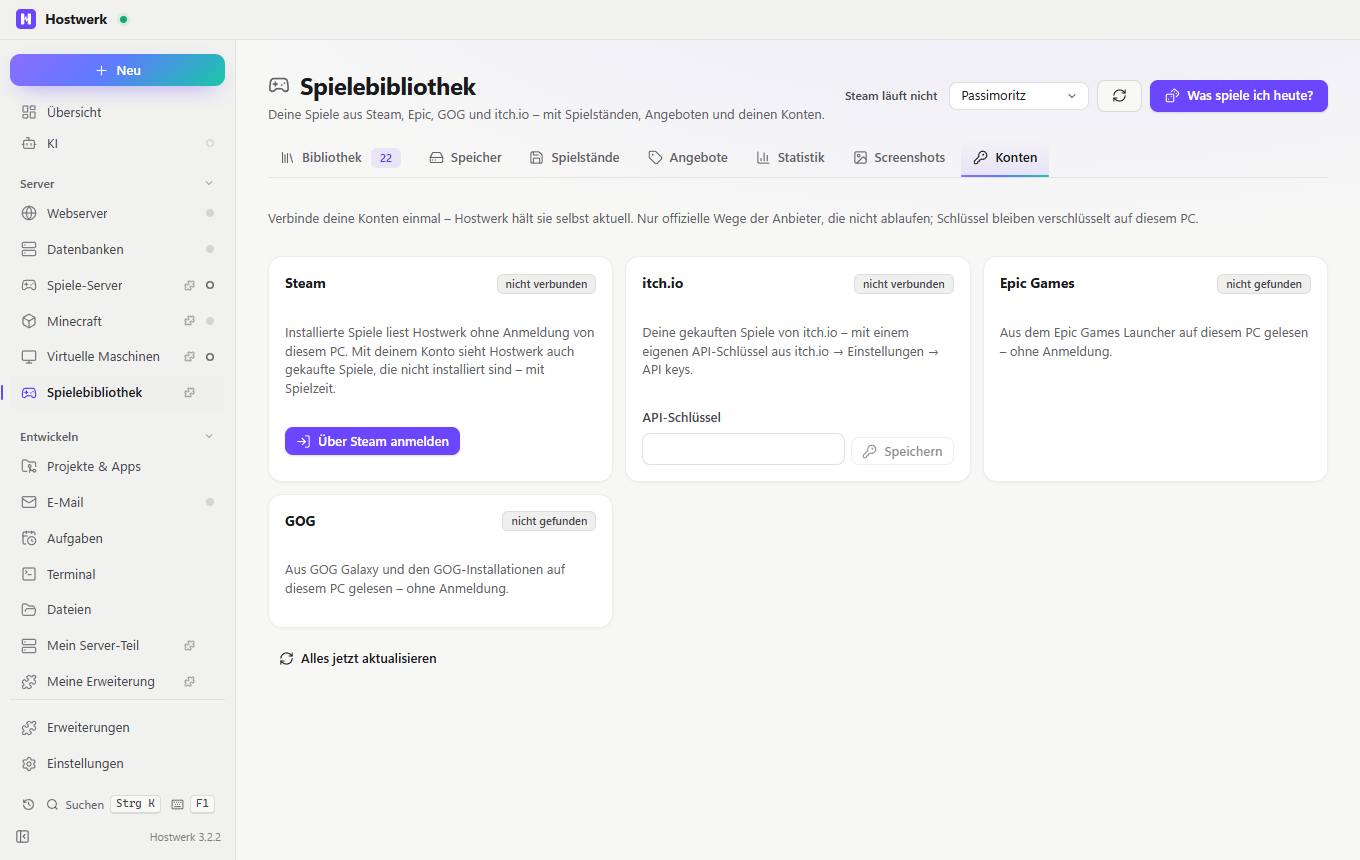 Hostwerk
Neu
Übersicht
KI
Server
Webserver
Datenbanken
Spiele-Server
Minecraft
Virtuelle Maschinen
Spielebibliothek
Entwickeln
Projekte & Apps
E-Mail
Aufgaben
Terminal
Dateien
Mein Server-Teil
Meine Erweiterung
Erweiterungen
Einstellungen
Suchen Strg K F1
Hostwerk 3.2.2
Spielebibliothek
Deine Spiele aus Steam, Epic, GOG und itch.io – mit Spielständen, Angeboten und deinen Konten.
Steam läuft nicht Passimoritz Was spiele ich heute?
Bibliothek 22 Speicher Spielstände Angebote Statistik Screenshots Konten
Verbinde deine Konten einmal – Hostwerk hält sie selbst aktuell. Nur offizielle Wege der Anbieter, die nicht ablaufen; Schlüssel bleiben verschlüsselt auf diesem PC.
Steam nicht verbunden
Installierte Spiele liest Hostwerk ohne Anmeldung von
diesem PC. Mit deinem Konto sieht Hostwerk auch
gekaufte Spiele, die nicht installiert sind – mit
Spielzeit.
Über Steam anmelden
itch.io nicht verbunden
Deine gekauften Spiele von itch.io – mit einem
eigenen API-Schlüssel aus itch.io → Einstellungen →
API keys.
API-Schlüssel
Speichern
Epic Games nicht gefunden
Aus dem Epic Games Launcher auf diesem PC gelesen
– ohne Anmeldung.
GOG nicht gefunden
Aus GOG Galaxy und den GOG-Installationen auf
diesem PC gelesen – ohne Anmeldung.
Alles jetzt aktualisieren